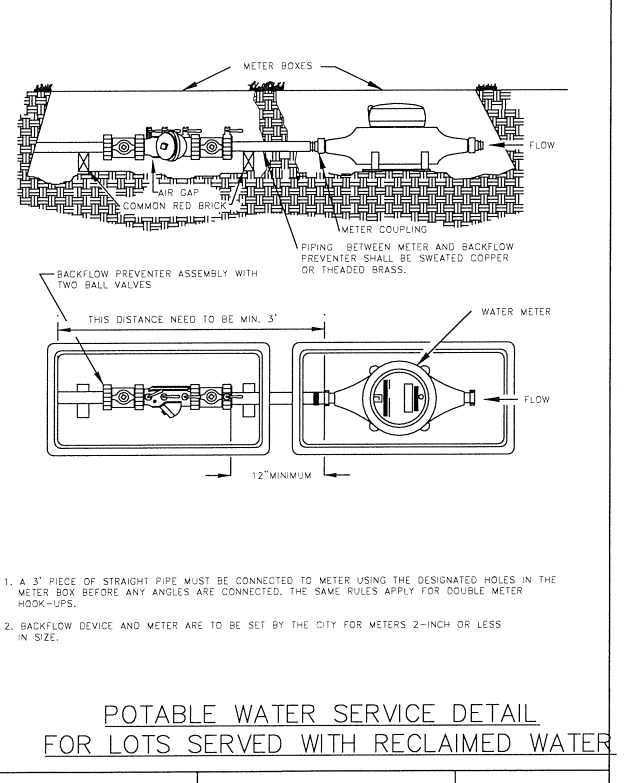 METER BOXES
FLOW
AIR GAP
COMMON RED BRICK
METER COUPLING
PIPING BETWEEN METER AND BACKFLOW
PREVENTER SHALL BE SWEATED COPPER
OR THEADED BRASS.
BACKFLOW PREVENTER ASSEMBLY WITH
TWO BALL VALVES
THIS DISTANCE NEED TO BE MIN. 3'
WATER METER
FLOW
12"MINIMUM
1. A 3' PIECE OF STRAIGHT PIPE MUST BE CONNECTED TO METER USING THE DESIGNATED HOLES IN THE
METER BOX BEFORE ANY ANGLES ARE CONNECTED. THE SAME RULES APPLY FOR DOUBLE METER
HOOK-UPS.
2. BACKFLOW DEVICE AND METER ARE TO BE SET BY THE CITY FOR METERS 2-INCH OR LESS
IN SIZE.
POTABLE WATER SERVICE DETAIL
FOR LOTS SERVED WITH RECLAIMED WATER